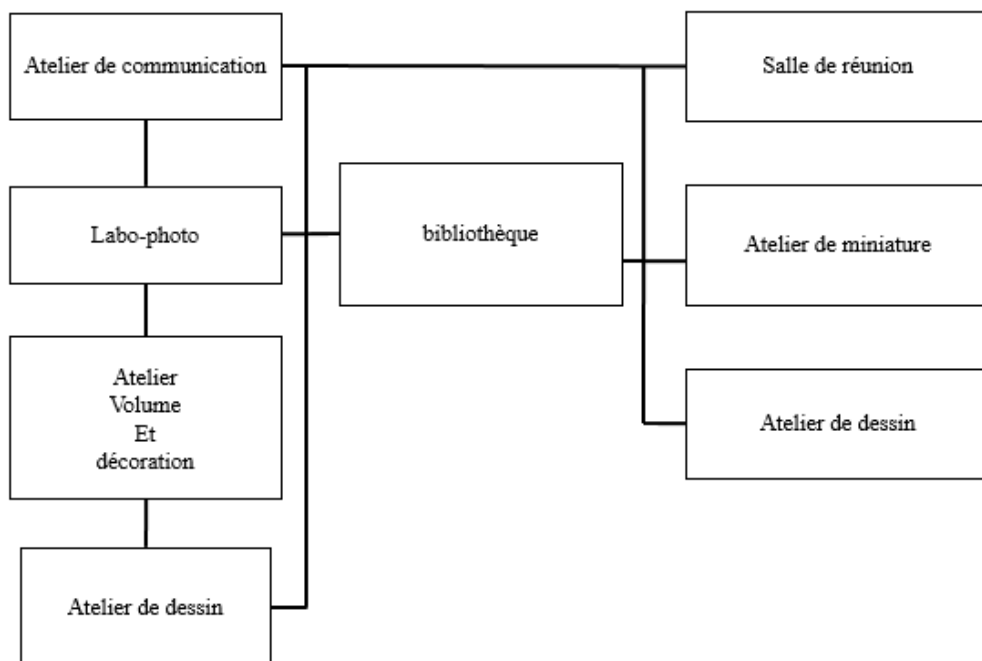 Atelier de communication
Salle de réunion
Labo-photo
bibliothèque
Atelier de miniature
Atelier
Volume
Et
décoration
Atelier de dessin
Atelier de dessin